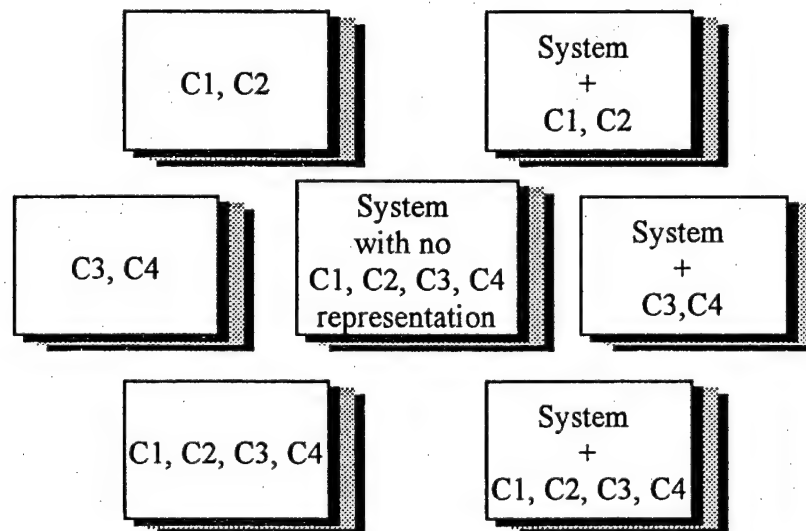 C1, C2
System
+
C1, C2
C3, C4
System
with no
C1, C2, C3, C4
representation
System
+
C3,C4
C1, C2, C3, C4
System
+
C1, C2, C3, C4